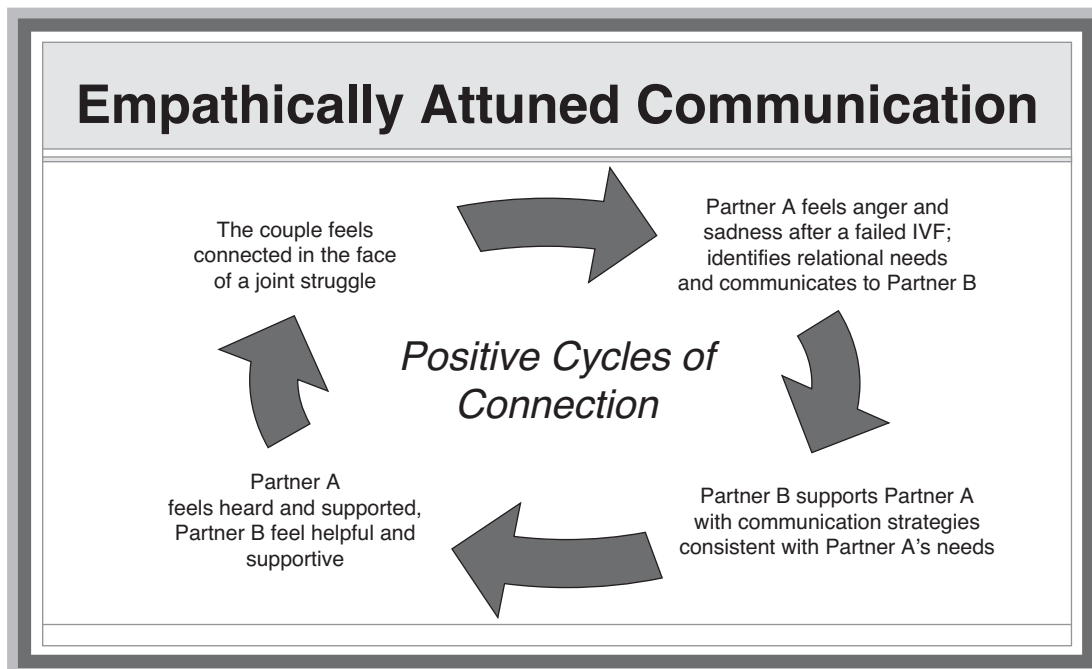 Empathically Attuned Communication
The couple feels
connected in the face
of a joint struggle
Partner A feels anger and
sadness after a failed IVF;
identifies relational needs
and communicates to Partner B
Positive Cycles of
Connection
Partner A
feels heard and supported,
Partner B feel helpful and
supportive
Partner B supports Partner A
with communication strategies
consistent with Partner A's needs